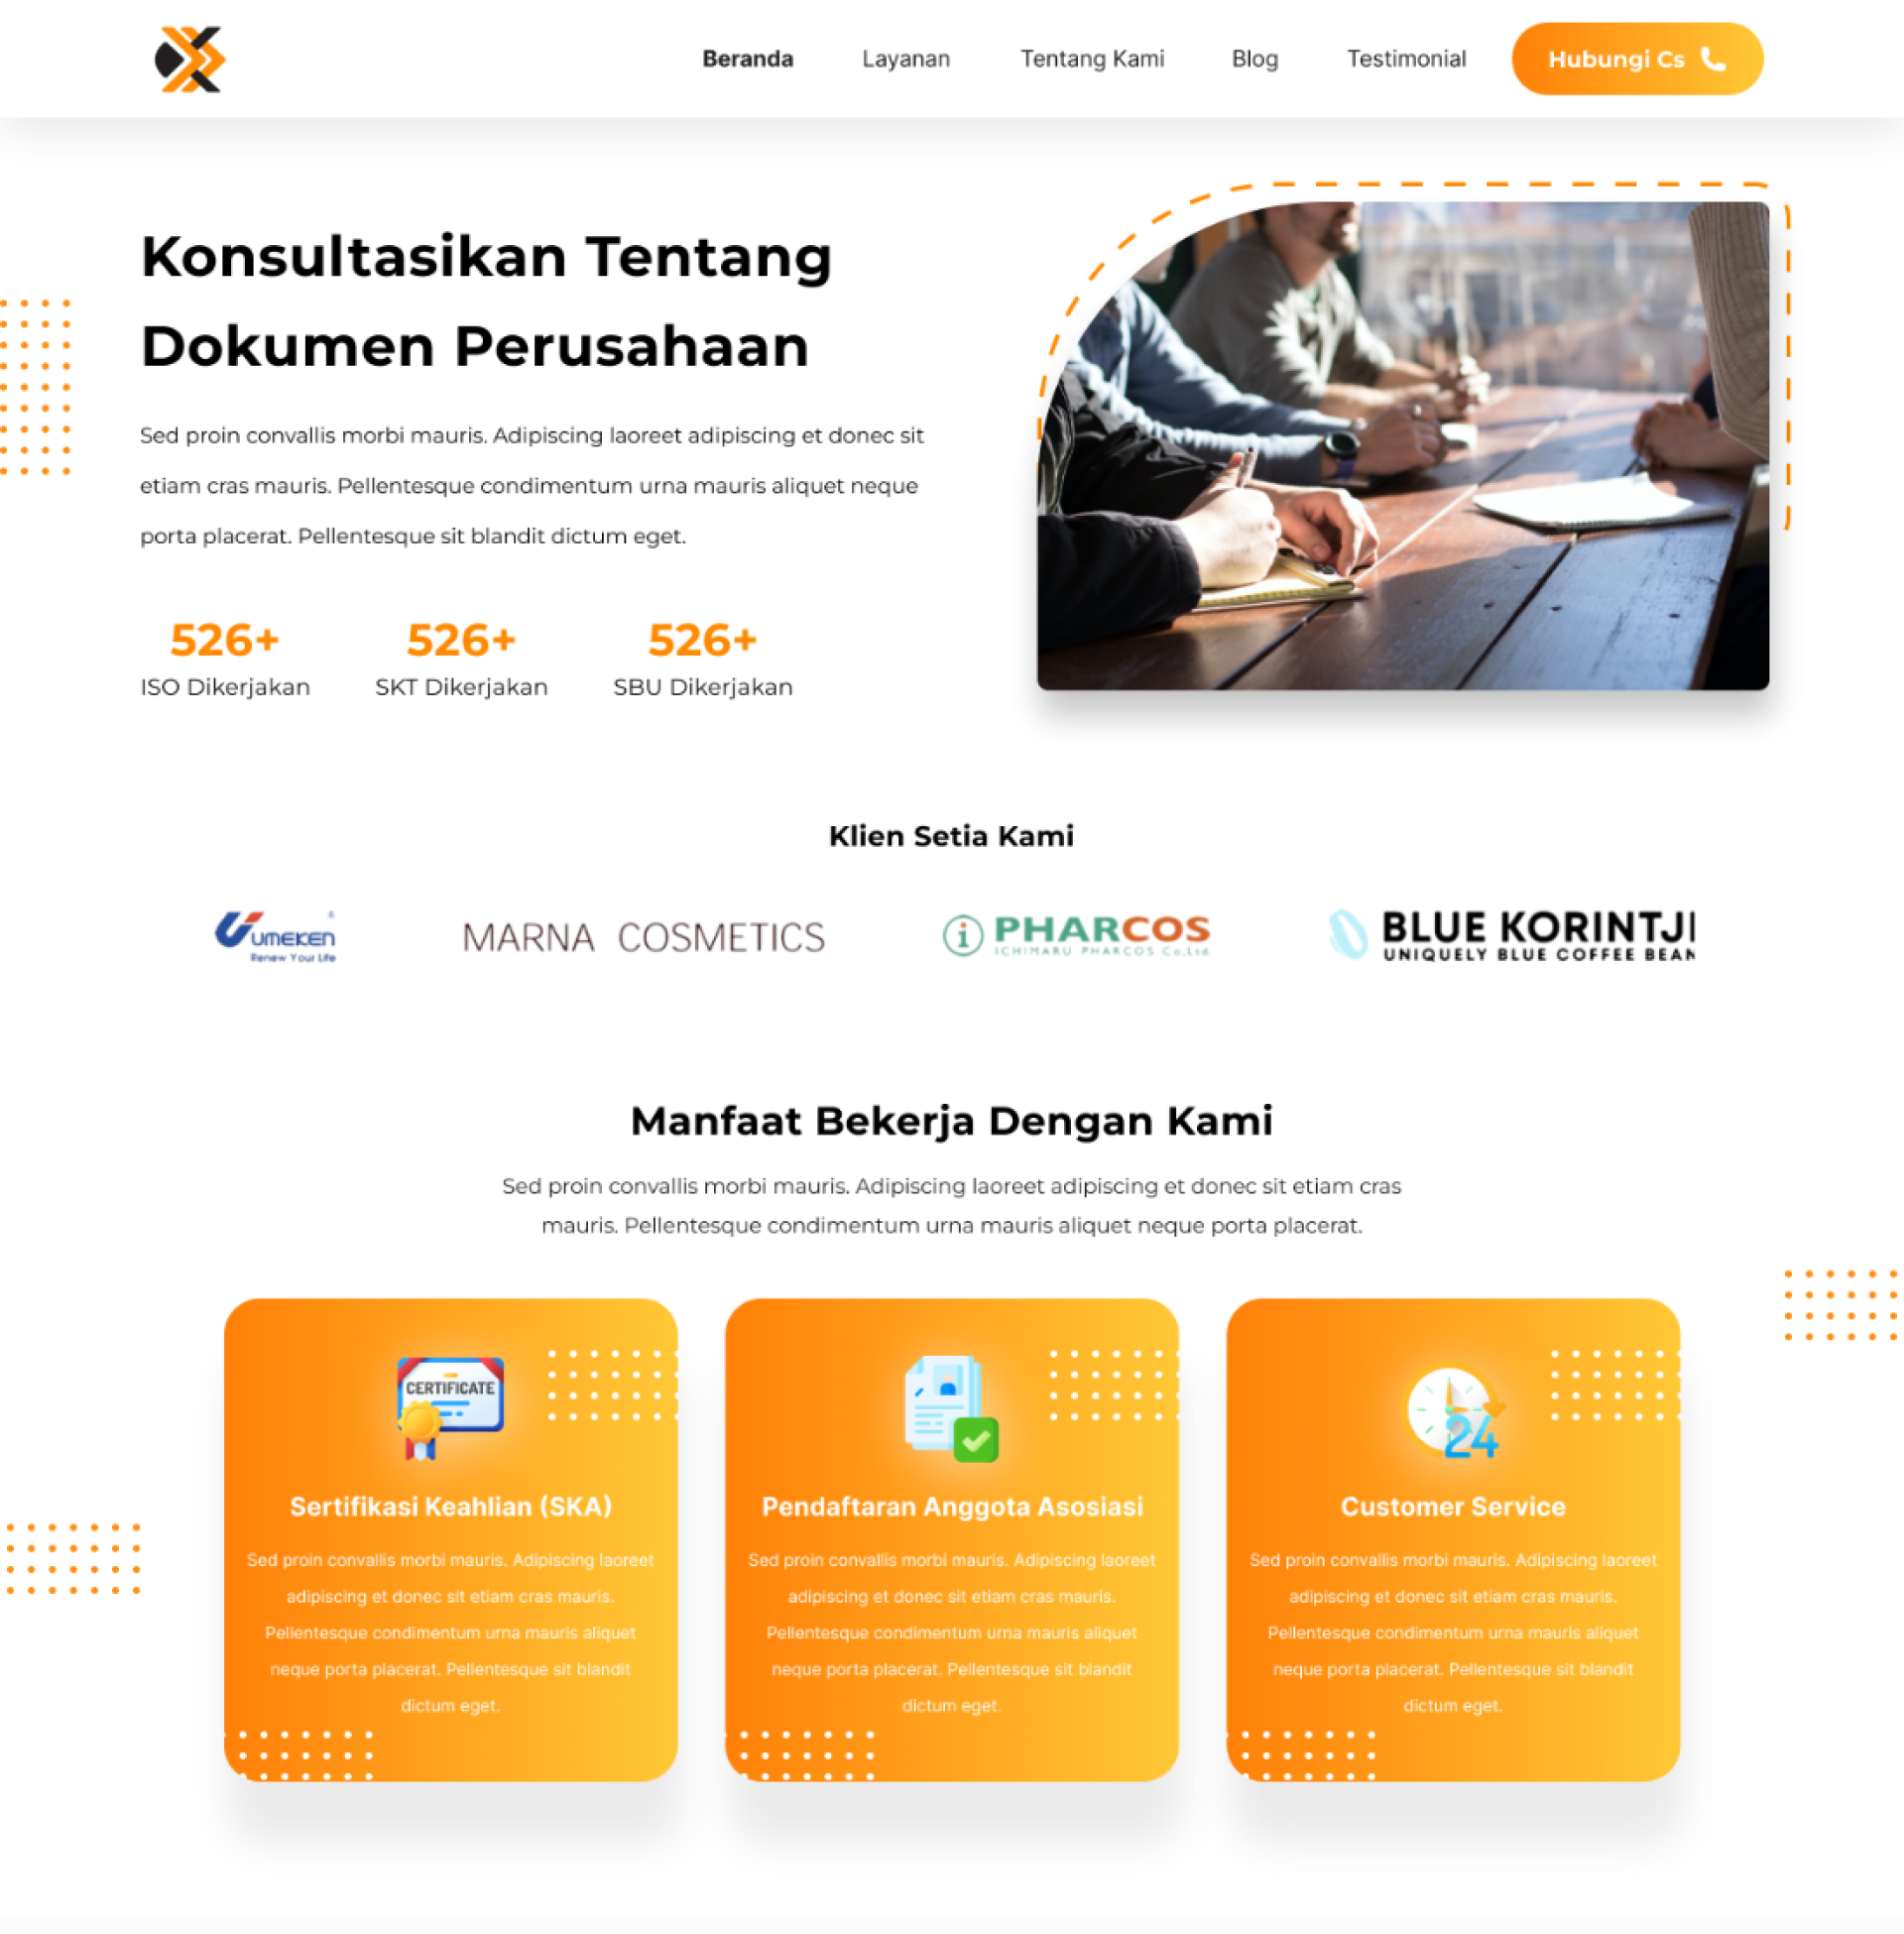 Beranda
Layanan
Tentang Kami
Blog
Testimonial
Hubungi Cs
Konsultasikan Tentang
Dokumen Perusahaan
Sed proin convallis morbi mauris. Adipiscing laoreet adipiscing et donec sit
etiam cras mauris. Pellentesque condimentum urna mauris aliquet neque
porta placerat. Pellentesque sit blandit dictum eget.
526+
ISO Dikerjakan
526+
SKT Dikerjakan
526+
SBU Dikerjakan
Klien Setia Kami
UMEKEN
Renew Your Life
MARNA COSMETICS
i PHARCOS
ICHIMARU PHARCOS Co.,Ltd.
BLUE KORINTJI
UNIQUELY BLUE COFFEE BEAN
Manfaat Bekerja Dengan Kami
Sed proin convallis morbi mauris. Adipiscing laoreet adipiscing et donec sit etiam cras
mauris. Pellentesque condimentum urna mauris aliquet neque porta placerat.
CERTIFICATE
Sertifikasi Keahlian (SKA)
Sed proin convallis morbi mauris. Adipiscing laoreet
adipiscing et donec sit etiam cras mauris.
Pellentesque condimentum urna mauris aliquet
neque porta placerat. Pellentesque sit blandit
dictum eget.
Pendaftaran Anggota Asosiasi
Sed proin convallis morbi mauris. Adipiscing laoreet
adipiscing et donec sit etiam cras mauris.
Pellentesque condimentum urna mauris aliquet
neque porta placerat. Pellentesque sit blandit
dictum eget.
24
Customer Service
Sed proin convallis morbi mauris. Adipiscing laoreet
adipiscing et donec sit etiam cras mauris.
Pellentesque condimentum urna mauris aliquet
neque porta placerat. Pellentesque sit blandit
dictum eget.